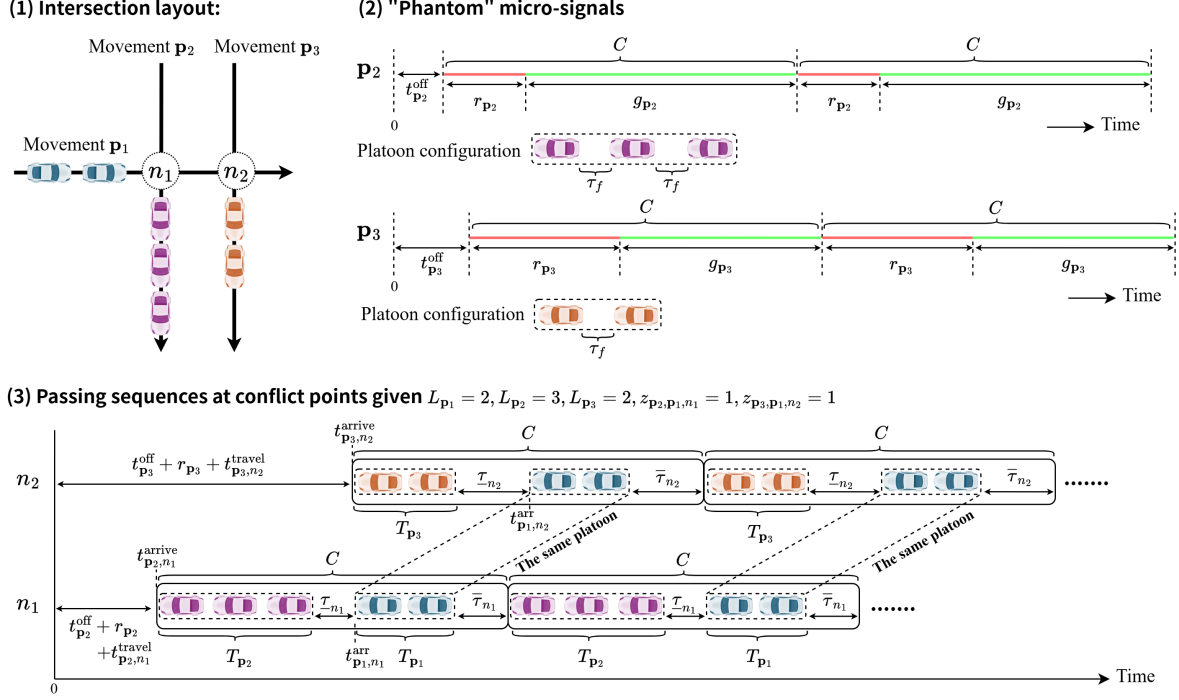 (1) Intersection layout:
Movement p₂
Movement p₃
Movement p₁
n₁
n₂
(2) "Phantom" micro-signals
C
C
p₂
t^off_p₂
r_p₂
g_p₂
r_p₂
g_p₂
0
Time
Platoon configuration
τ_f
τ_f
C
C
p₃
t^off_p₃
r_p₃
g_p₃
r_p₃
g_p₃
0
Time
Platoon configuration
τ_f
(3) Passing sequences at conflict points given L_p₁ = 2, L_p₂ = 3, L_p₃ = 2, z_p₂,p₁,n₁ = 1, z_p₃,p₁,n₂ = 1
t^arrive_p₃,n₂
C
C
t^off_p₃ + r_p₃ + t^travel_p₃,n₂
n₂
τ̲_n₂
τ̅_n₂
τ̲_n₂
τ̅_n₂
T_p₃
t^arr_p₁,n₂
The same platoon
T_p₃
The same platoon
t^arrive_p₂,n₁
C
C
n₁
τ̲_n₁
τ̅_n₁
τ̲_n₁
τ̅_n₁
t^off_p₂ + r_p₂
+t^travel_p₂,n₁
T_p₂
t^arr_p₁,n₁
T_p₁
T_p₂
T_p₁
Time
0